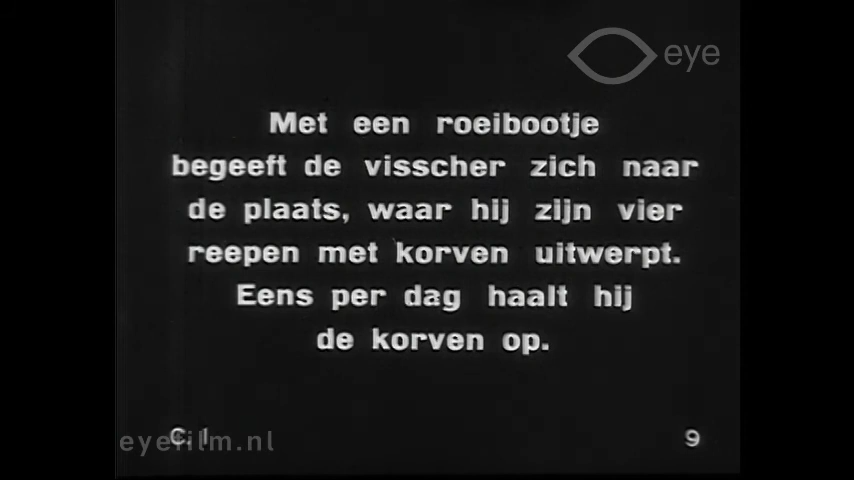 eye
Met een roeibootje
begeeft de visscher zich naar
de plaats, waar hij zijn vier
reepen met korven uitwerpt.
Eens per dag haalt hij
de korven op.
C. I
eyefilm.nl
9